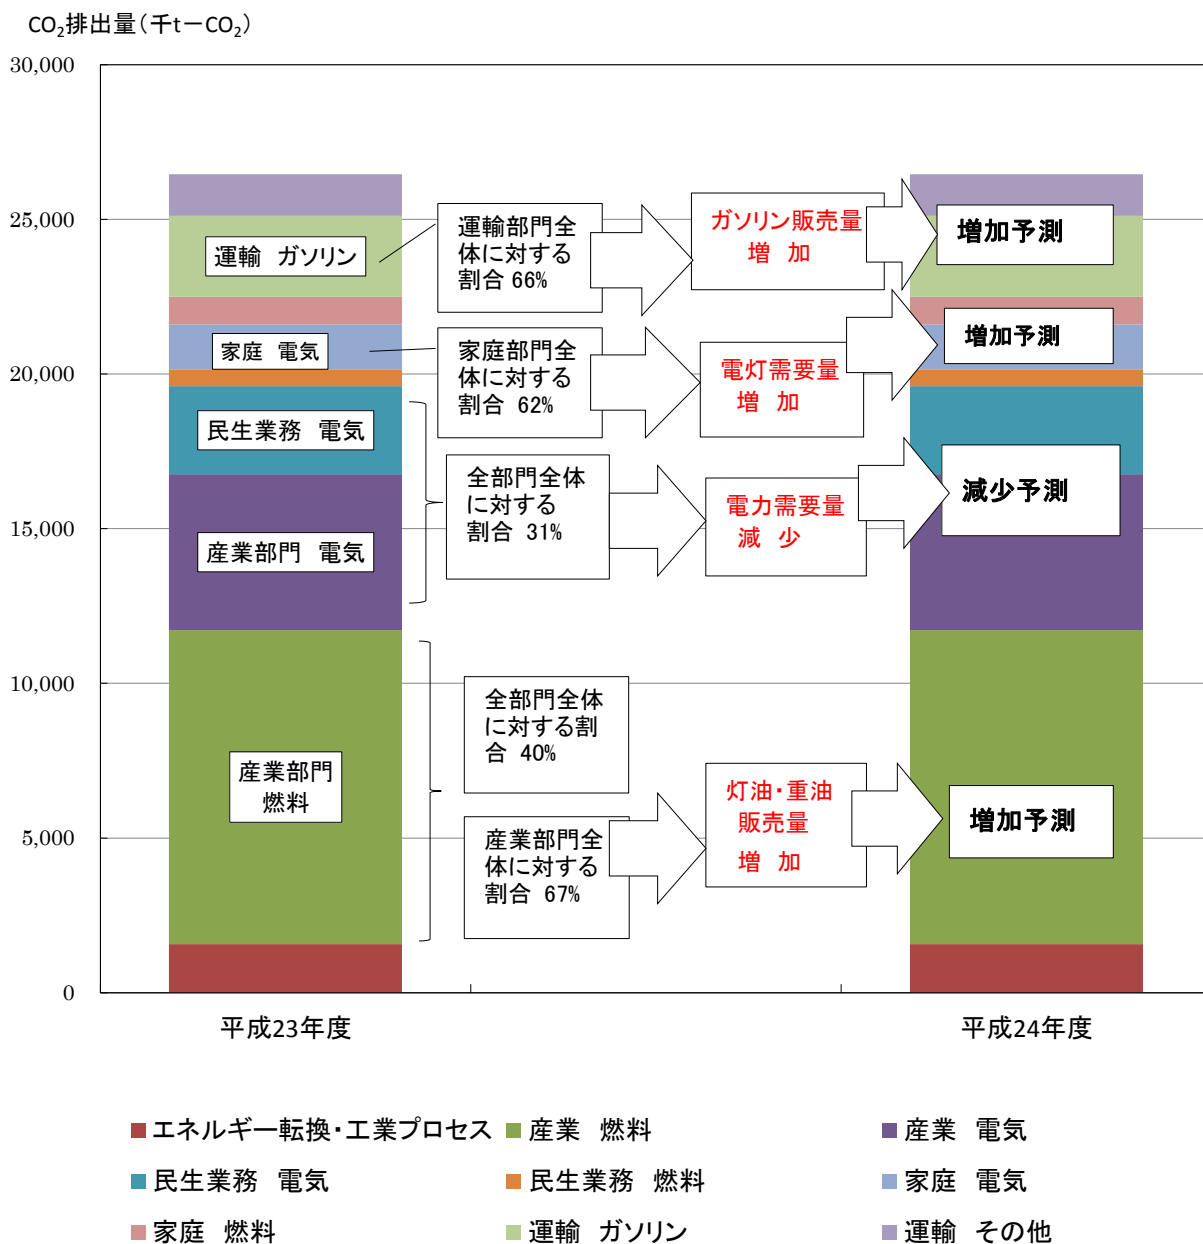 CO₂排出量(千t－CO₂)
30,000
25,000
20,000
15,000
10,000
5,000
0
運輸　ガソリン
家庭　電気
民生業務　電気
産業部門　電気
産業部門
燃料
運輸部門全
体に対する
割合 66%
家庭部門全
体に対する
割合 62%
全部門全体
に対する
割合 31%
全部門全体
に対する割
合 40%
産業部門全
体に対する
割合 67%
ガソリン販売量
増　加
電灯需要量
増　加
電力需要量
減　少
灯油・重油
販売量
増　加
増加予測
増加予測
減少予測
増加予測
平成23年度
平成24年度
エネルギー転換・工業プロセス
産業　燃料
産業　電気
民生業務　電気
民生業務　燃料
家庭　電気
家庭　燃料
運輸　ガソリン
運輸　その他